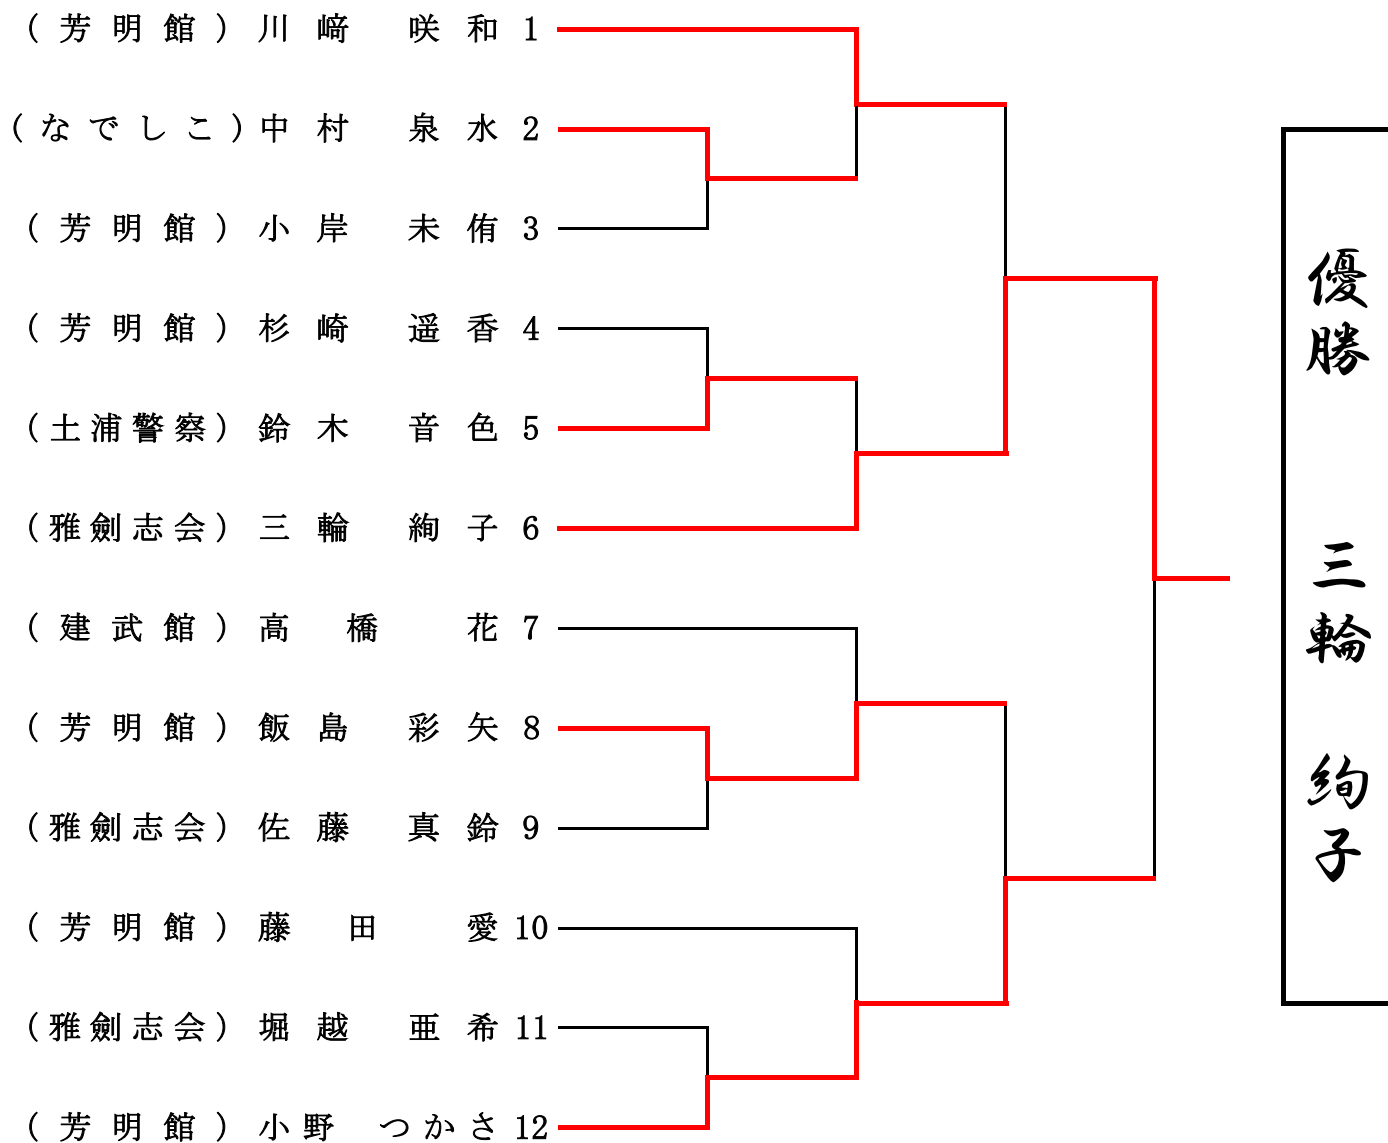 (芳明館) 川﨑 咲和 1
(なでしこ) 中村 泉水 2
(芳明館) 小岸 未侑 3
(芳明館) 杉崎 遥香 4
(土浦警察) 鈴木 音色 5
(雅劍志会) 三輪 絢子 6
(建武館) 高橋 花 7
(芳明館) 飯島 彩矢 8
(雅劍志会) 佐藤 真鈴 9
(芳明館) 藤田 愛 10
(雅劍志会) 堀越 亜希 11
(芳明館) 小野 つかさ 12
優勝 三輪 絢子